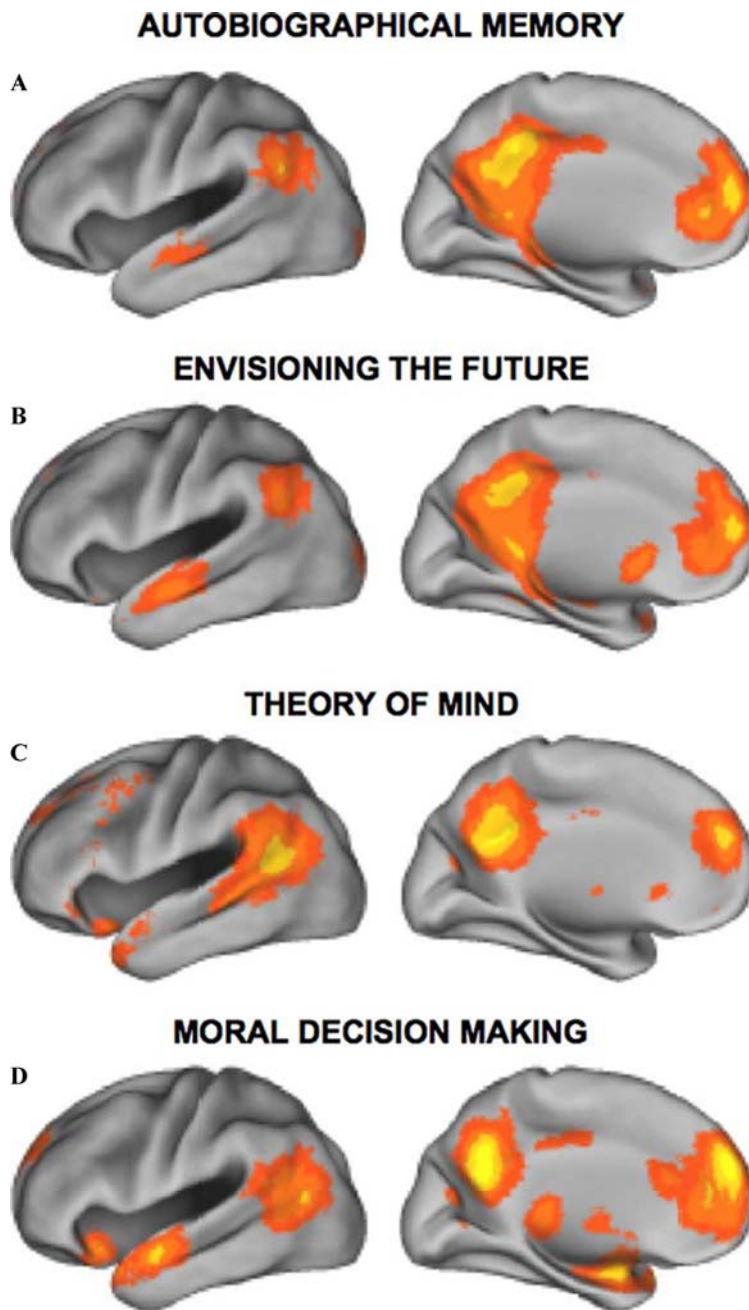 AUTOBIOGRAPHICAL MEMORY
A
ENVISIONING THE FUTURE
B
THEORY OF MIND
C
MORAL DECISION MAKING
D